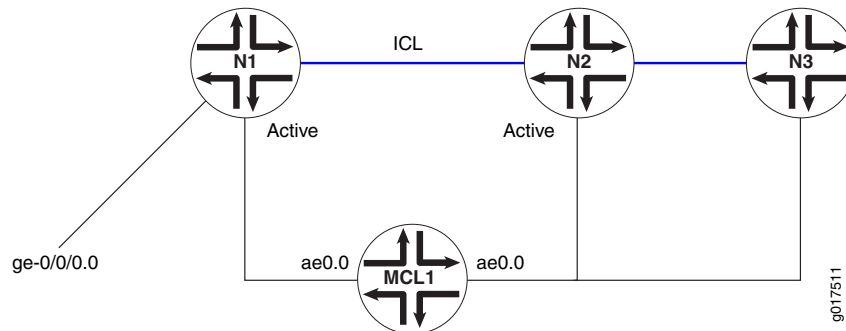 ICL
N1
N2
N3
Active
Active
ge-0/0/0.0
ae0.0
MCL1
ae0.0
g017511